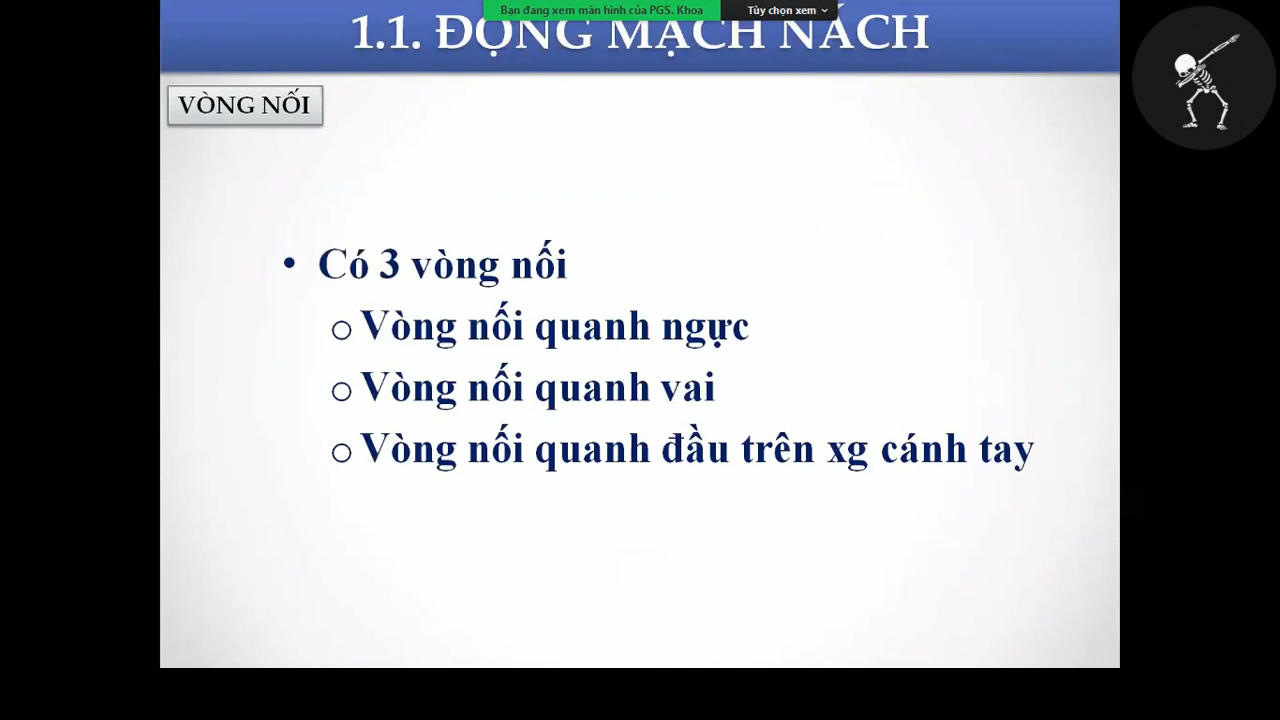 Bạn đang xem màn hình của PGS. Khoa
Tùy chọn xem
1.1. ĐỘNG MẠCH NÁCH
VÒNG NỐI
• Có 3 vòng nối
o Vòng nối quanh ngực
o Vòng nối quanh vai
o Vòng nối quanh đầu trên xg cánh tay